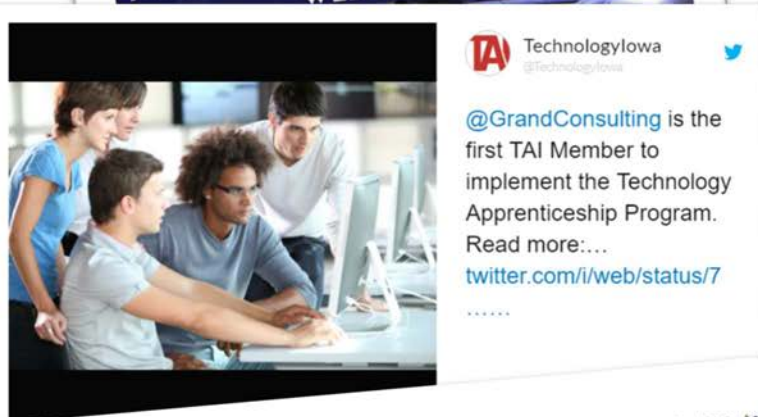 TAI
TechnologyIowa
@TechnologyIowa
@GrandConsulting is the
first TAI Member to
implement the Technology
Apprenticeship Program.
Read more:…
twitter.com/i/web/status/7
……